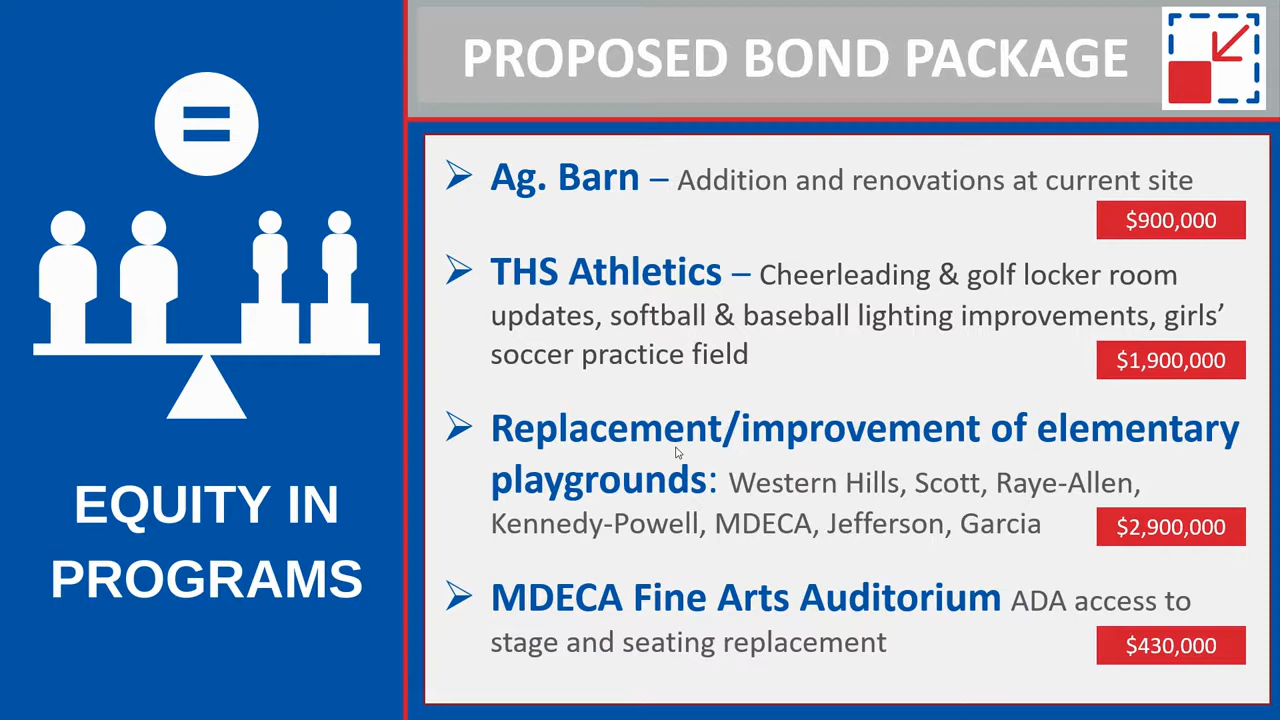 PROPOSED BOND PACKAGE
=
EQUITY IN
PROGRAMS
Ag. Barn – Addition and renovations at current site
$900,000
THS Athletics – Cheerleading & golf locker room
updates, softball & baseball lighting improvements, girls’
soccer practice field
$1,900,000
Replacement/improvement of elementary
playgrounds: Western Hills, Scott, Raye-Allen,
Kennedy-Powell, MDECA, Jefferson, Garcia
$2,900,000
MDECA Fine Arts Auditorium ADA access to
stage and seating replacement
$430,000